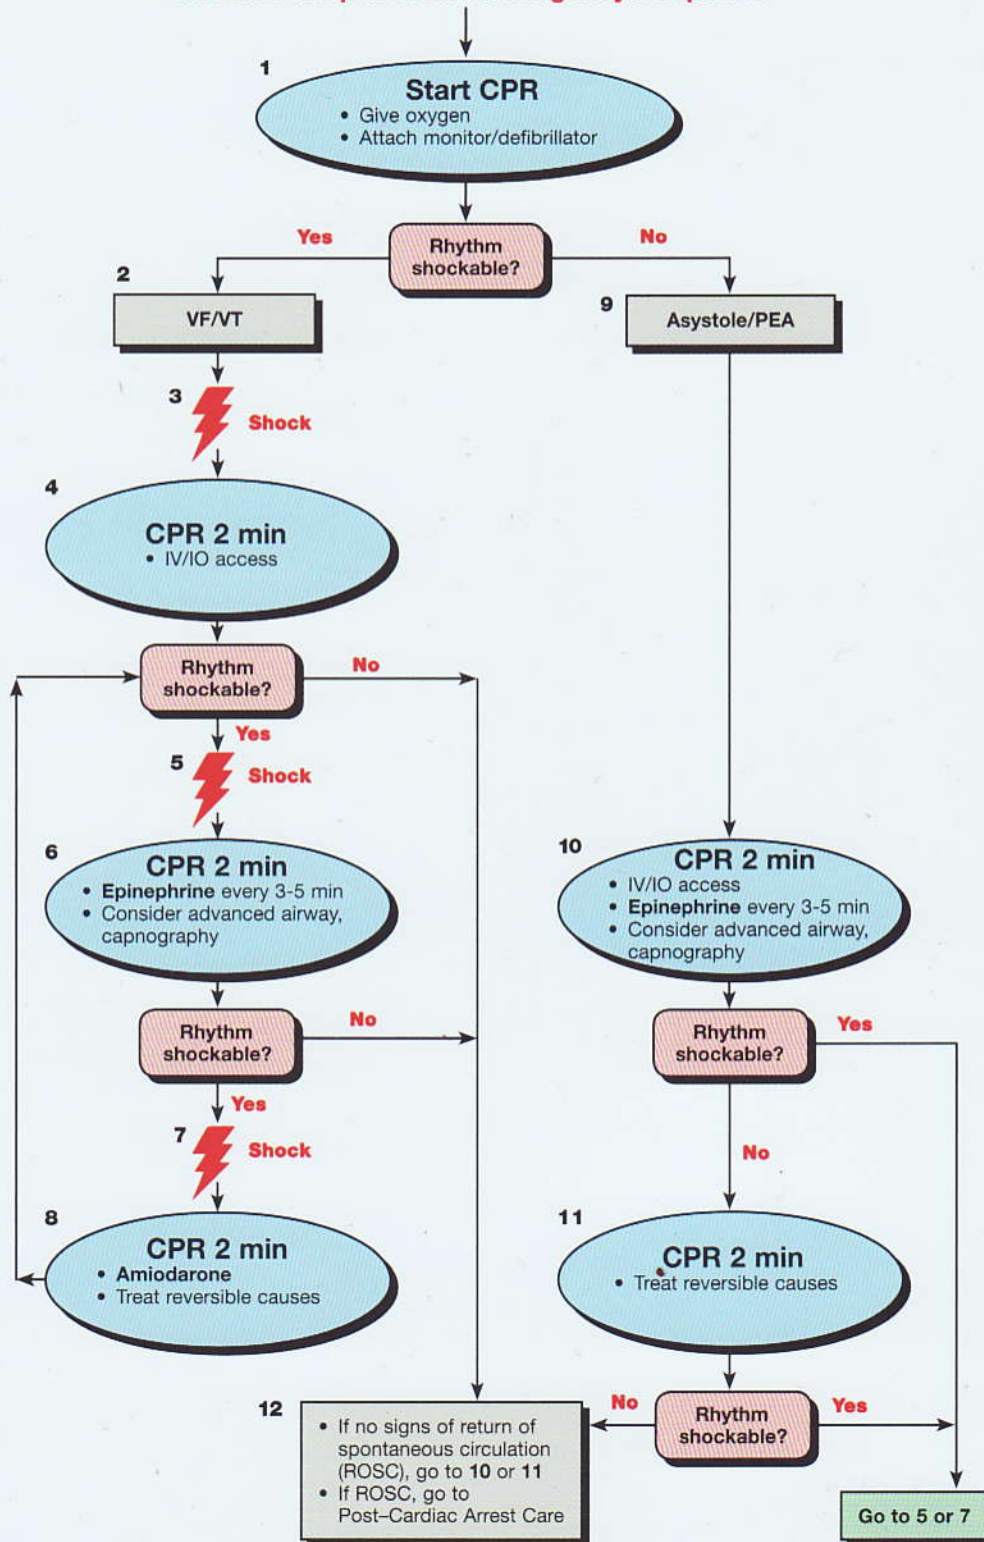 1
Start CPR
• Give oxygen
• Attach monitor/defibrillator
Yes
Rhythm
shockable?
No
2
VF/VT
9
Asystole/PEA
3
Shock
4
CPR 2 min
• IV/IO access
Rhythm
shockable?
No
Yes
5
Shock
6
CPR 2 min
• Epinephrine every 3-5 min
• Consider advanced airway,
capnography
10
CPR 2 min
• IV/IO access
• Epinephrine every 3-5 min
• Consider advanced airway,
capnography
Rhythm
shockable?
No
Rhythm
shockable?
Yes
Yes
7
Shock
No
8
CPR 2 min
• Amiodarone
• Treat reversible causes
11
CPR 2 min
• Treat reversible causes
12
• If no signs of return of
spontaneous circulation
(ROSC), go to 10 or 11
• If ROSC, go to
Post–Cardiac Arrest Care
No
Rhythm
shockable?
Yes
Go to 5 or 7